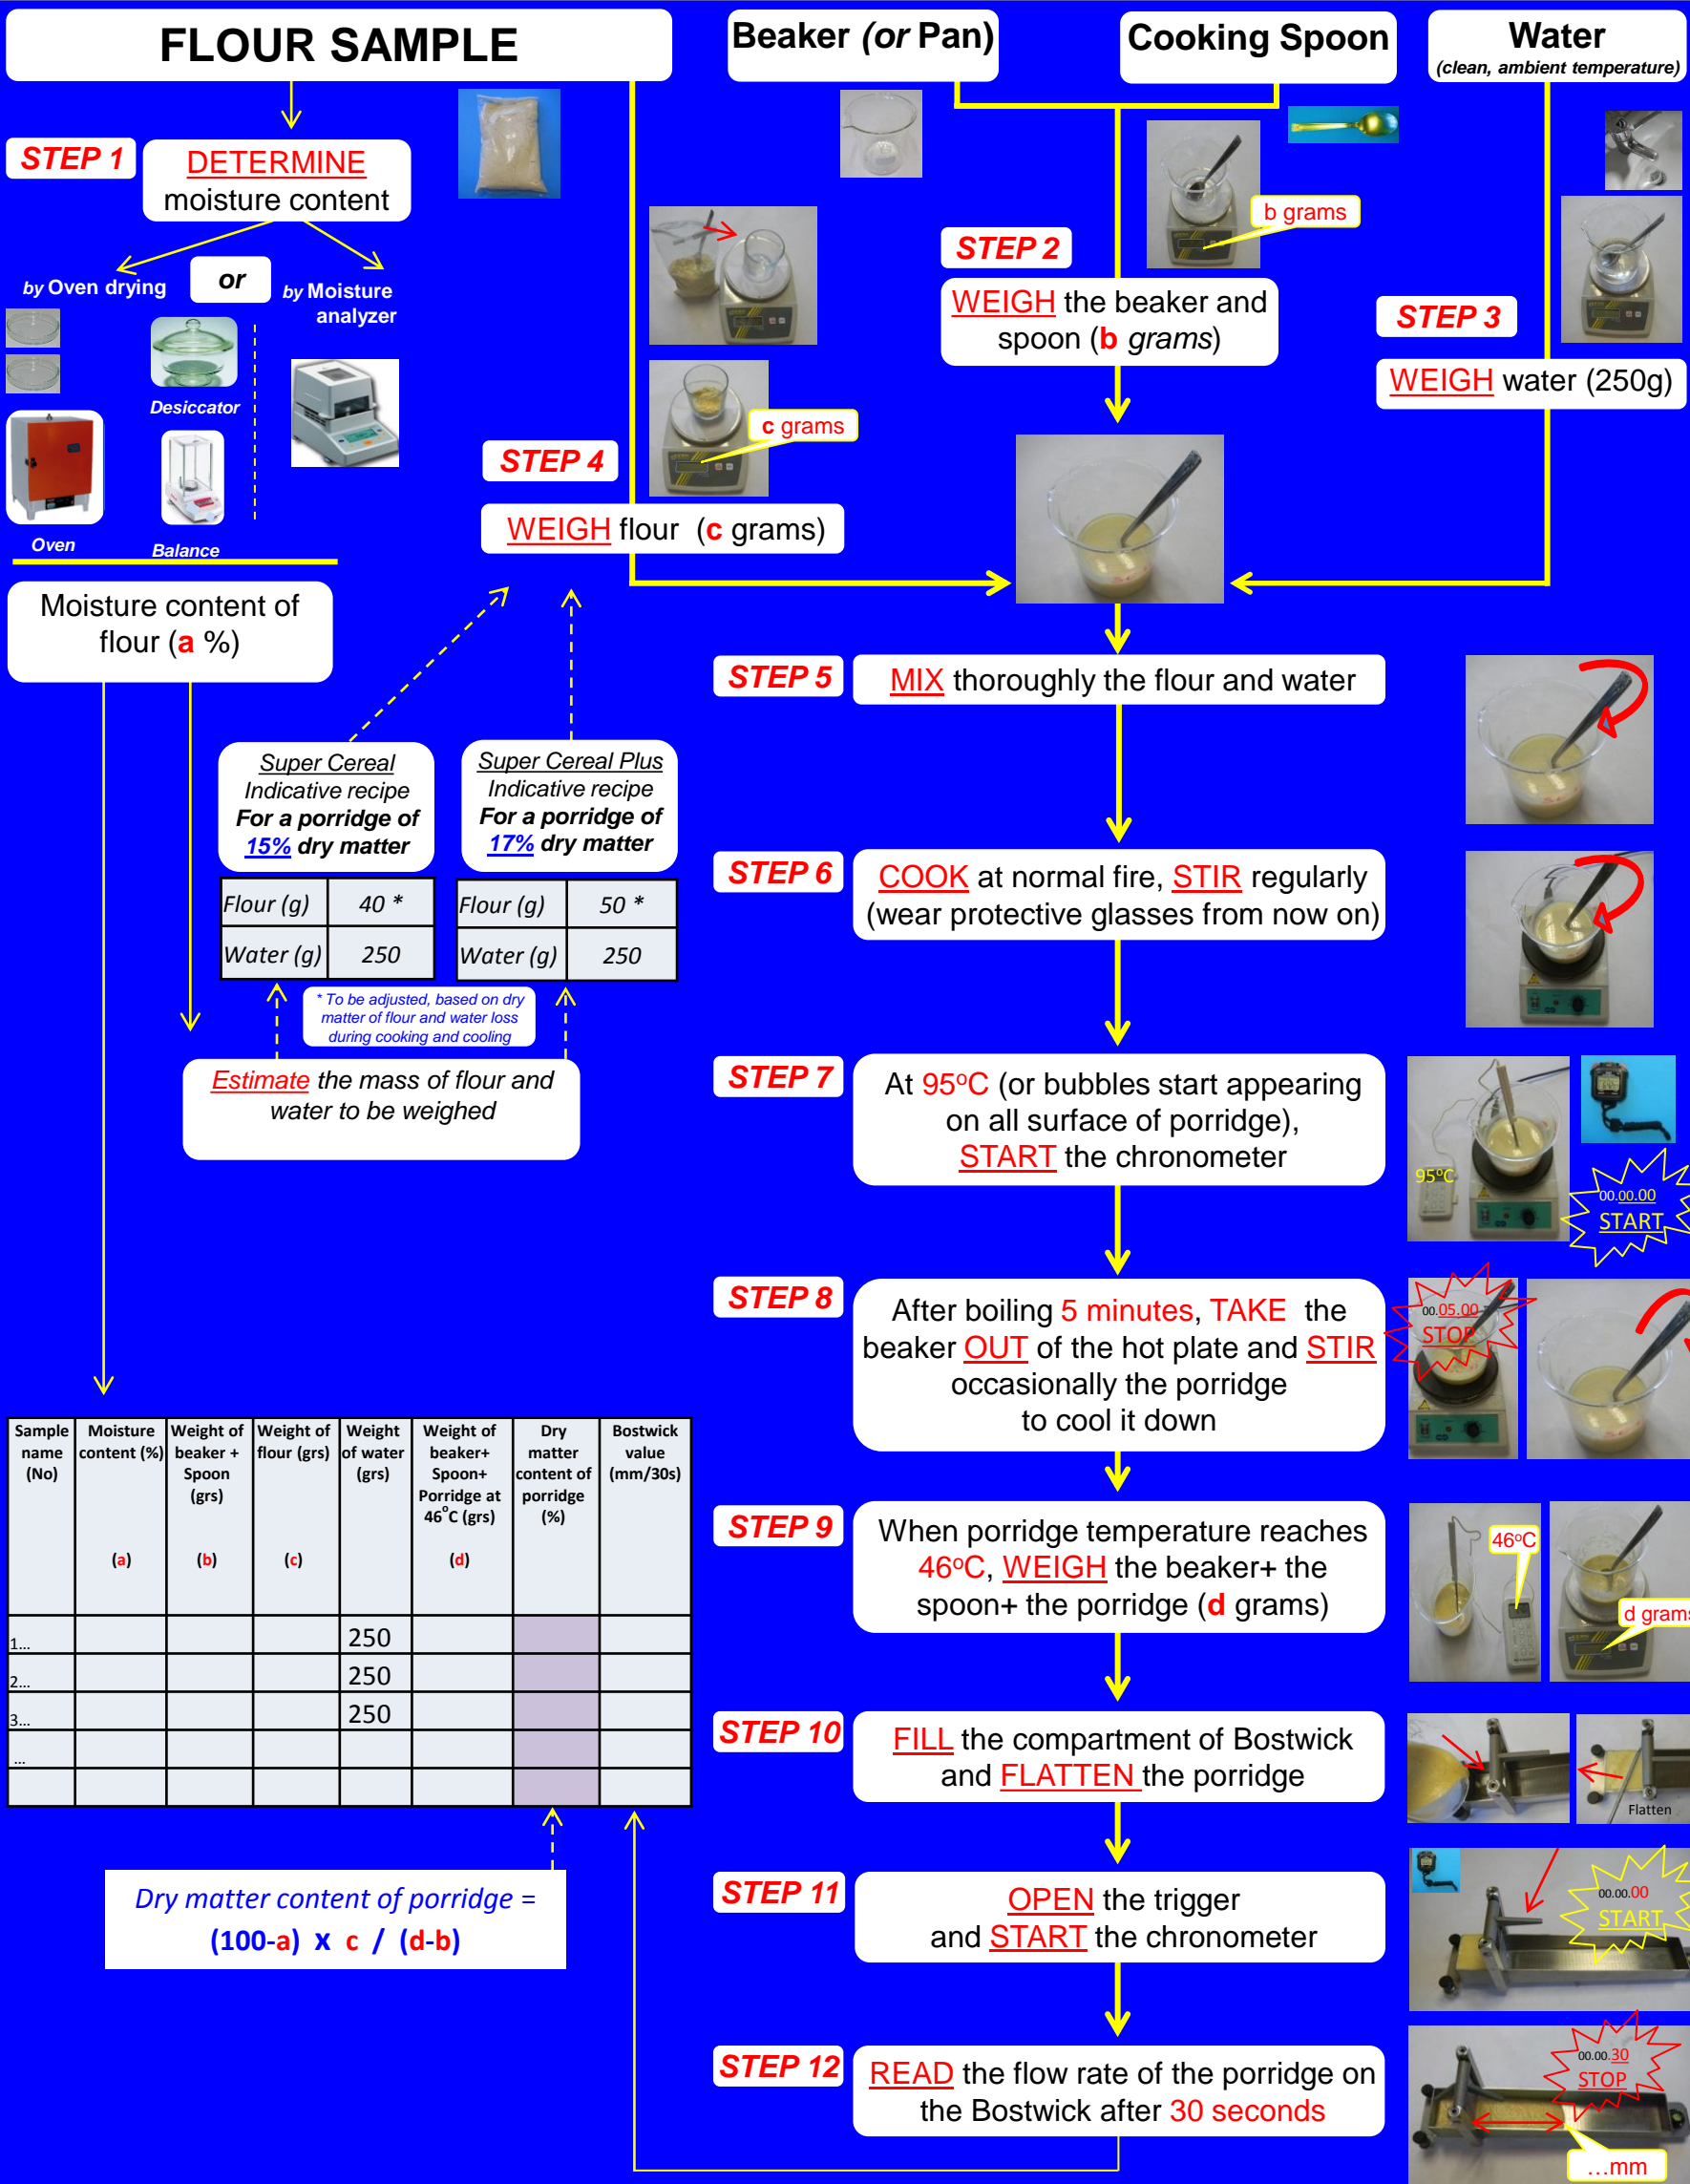 FLOUR SAMPLE
Beaker (or Pan)
Cooking Spoon
Water
(clean, ambient temperature)
STEP 1
DETERMINE
moisture content
by Oven drying
or
by Moisture
analyzer
Desiccator
Oven
Balance
Moisture content of
flour (a %)
b grams
STEP 2
WEIGH the beaker and
spoon (b grams)
STEP 3
WEIGH water (250g)
c grams
STEP 4
WEIGH flour (c grams)
Super Cereal
Indicative recipe
For a porridge of
15% dry matter
Flour (g) 40 *
Water (g) 250
Super Cereal Plus
Indicative recipe
For a porridge of
17% dry matter
Flour (g) 50 *
Water (g) 250
* To be adjusted, based on dry
matter of flour and water loss
during cooking and cooling
Estimate the mass of flour and
water to be weighed
STEP 5
MIX thoroughly the flour and water
STEP 6
COOK at normal fire, STIR regularly
(wear protective glasses from now on)
STEP 7
At 95ºC (or bubbles start appearing
on all surface of porridge),
START the chronometer
95ºC
00.00.00
START
STEP 8
After boiling 5 minutes, TAKE the
beaker OUT of the hot plate and STIR
occasionally the porridge
to cool it down
00.05.00
STOP
STEP 9
When porridge temperature reaches
46ºC, WEIGH the beaker+ the
spoon+ the porridge (d grams)
46ºC
d grams
STEP 10
FILL the compartment of Bostwick
and FLATTEN the porridge
Flatten
STEP 11
OPEN the trigger
and START the chronometer
00.00.00
START
STEP 12
READ the flow rate of the porridge on
the Bostwick after 30 seconds
00.00.30
STOP
...mm
Sample
name
(No)
Moisture
content (%)
(a)
Weight of
beaker +
Spoon
(grs)
(b)
Weight of
flour (grs)
(c)
Weight
of water
(grs)
Weight of
beaker+
Spoon+
Porridge at
46°C (grs)
(d)
Dry
matter
content of
porridge
(%)
Bostwick
value
(mm/30s)
1... 250
2... 250
3... 250
...
Dry matter content of porridge =
(100-a) x c / (d-b)